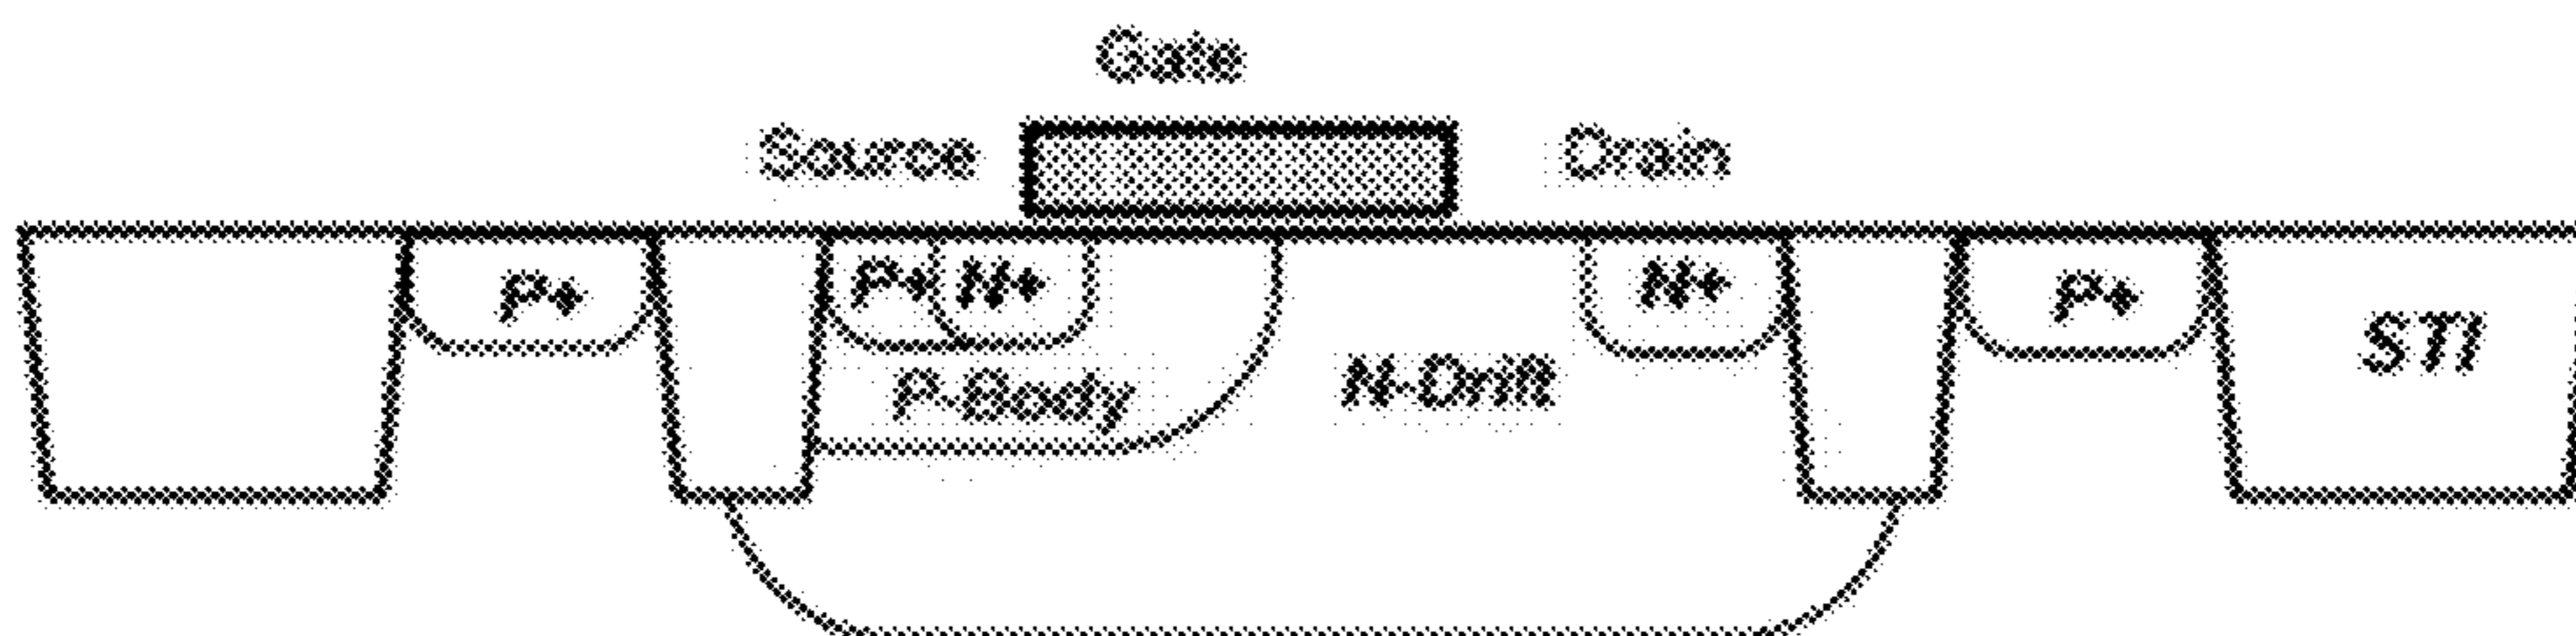 Gate
Source
Drain
P+
P+
N+
N+
P+
STI
P-Body
N-Drift